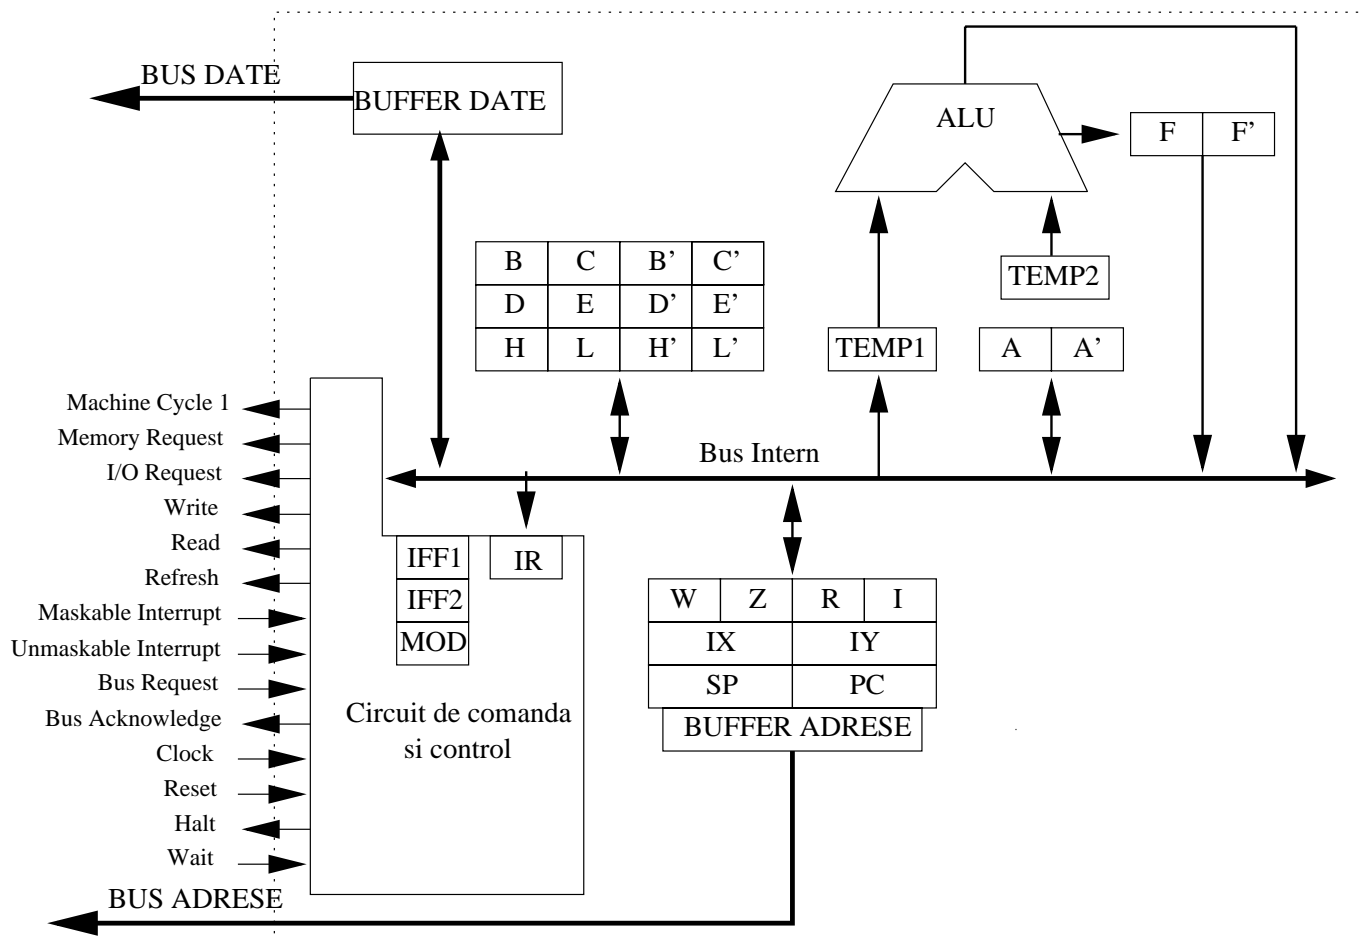 BUS DATE
BUFFER DATE
ALU
F F’
B C B’ C’
TEMP2
D E D’ E’
H L H’ L’
TEMP1
A A’
Machine Cycle 1
Memory Request
Bus Intern
I/O Request
Write
Read
IFF1
IR
Refresh
IFF2
W Z R I
Maskable Interrupt
MOD
IX IY
Unmaskable Interrupt
Bus Request
SP PC
Bus Acknowledge
Circuit de comanda
si control
BUFFER ADRESE
Clock
Reset
Halt
Wait
BUS ADRESE